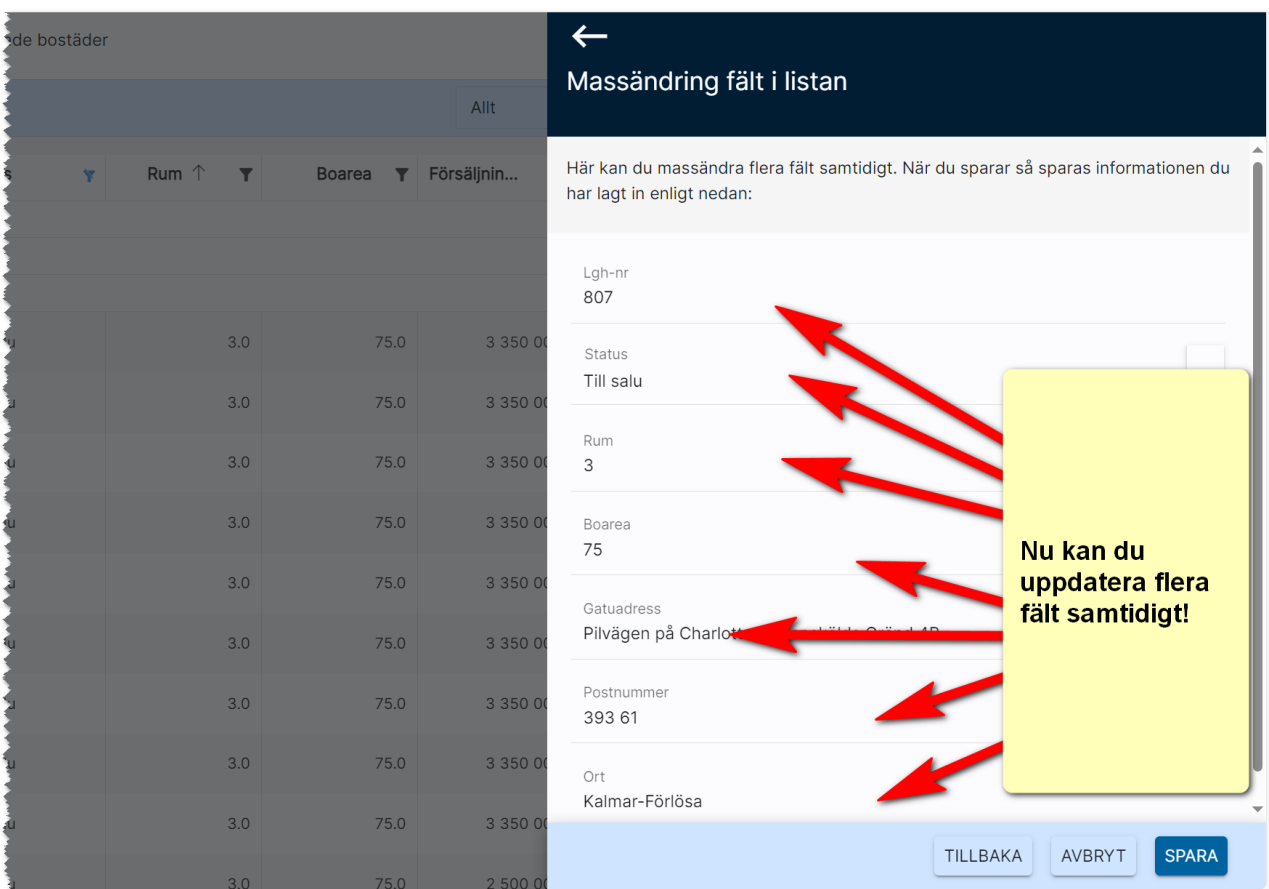 de bostäder
Allt
Rum
Boarea
Försäljnin...
3.0 75.0 3 350 00
3.0 75.0 3 350 00
3.0 75.0 3 350 00
3.0 75.0 3 350 00
3.0 75.0 3 350 00
3.0 75.0 3 350 00
3.0 75.0 3 350 00
3.0 75.0 3 350 00
3.0 75.0 3 350 00
3.0 75.0 2 500 00
Massändring fält i listan
Här kan du massändra flera fält samtidigt. När du sparar så sparas informationen du
har lagt in enligt nedan:
Lgh-nr
807
Status
Till salu
Rum
3
Boarea
75
Gatuadress
Pilvägen på
Postnummer
393 61
Ort
Kalmar-Förlösa
Nu kan du
uppdatera flera
fält samtidigt!
TILLBAKA
AVBRYT
SPARA